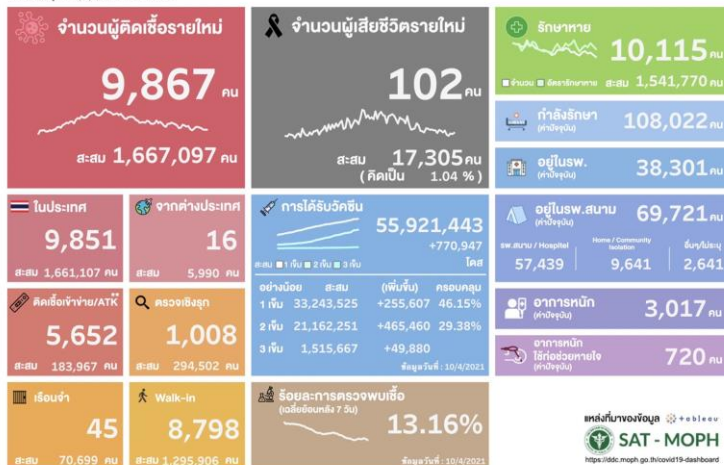 จำนวนผู้ติดเชื้อรายใหม่
9,867 คน
สะสม 1,667,097 คน
จำนวนผู้เสียชีวิตรายใหม่
102 คน
สะสม 17,305 คน
(คิดเป็น 1.04 %)
รักษาหาย
10,115 คน
จำนวน อัตรารักษาหาย สะสม 1,541,770 คน
กำลังรักษา
(ค่าปัจจุบัน)
108,022 คน
อยู่ในรพ.
(ค่าปัจจุบัน)
38,301 คน
ในประเทศ
9,851
สะสม 1,661,107 คน
จากต่างประเทศ
16
สะสม 5,990 คน
การได้รับวัคซีน
55,921,443
+770,947
สะสม 1 เข็ม 2 เข็ม 3 เข็ม โดส
อย่างน้อย สะสม (เพิ่มขึ้น) ครอบคลุม
1 เข็ม 33,243,525 +255,607 46.15%
2 เข็ม 21,162,251 +465,460 29.38%
3 เข็ม 1,515,667 +49,880
ข้อมูลวันที่ : 10/4/2021
อยู่ในรพ.สนาม
(ค่าปัจจุบัน)
69,721 คน
รพ.สนาม / Hospital
57,439
Home / Community
Isolation
9,641
อื่นๆ/ไม่ระบุ
2,641
ติดเชื้อเข้าข่าย/ATK**
5,652
สะสม 183,967 คน
ตรวจเชิงรุก
1,008
สะสม 294,502 คน
อาการหนัก
(ค่าปัจจุบัน)
3,017 คน
อาการหนัก
ใส่ท่อช่วยหายใจ
(ค่าปัจจุบัน)
720 คน
เรือนจำ
45
สะสม 70,699 คน
Walk-in
8,798
สะสม 1,295,906 คน
ร้อยละการตรวจพบเชื้อ
(เฉลี่ยย้อนหลัง 7 วัน)
13.16%
ข้อมูลวันที่ : 10/4/2021
แหล่งที่มาของข้อมูล +tableau
SAT - MOPH
https://ddc.moph.go.th/covid19-dashboard